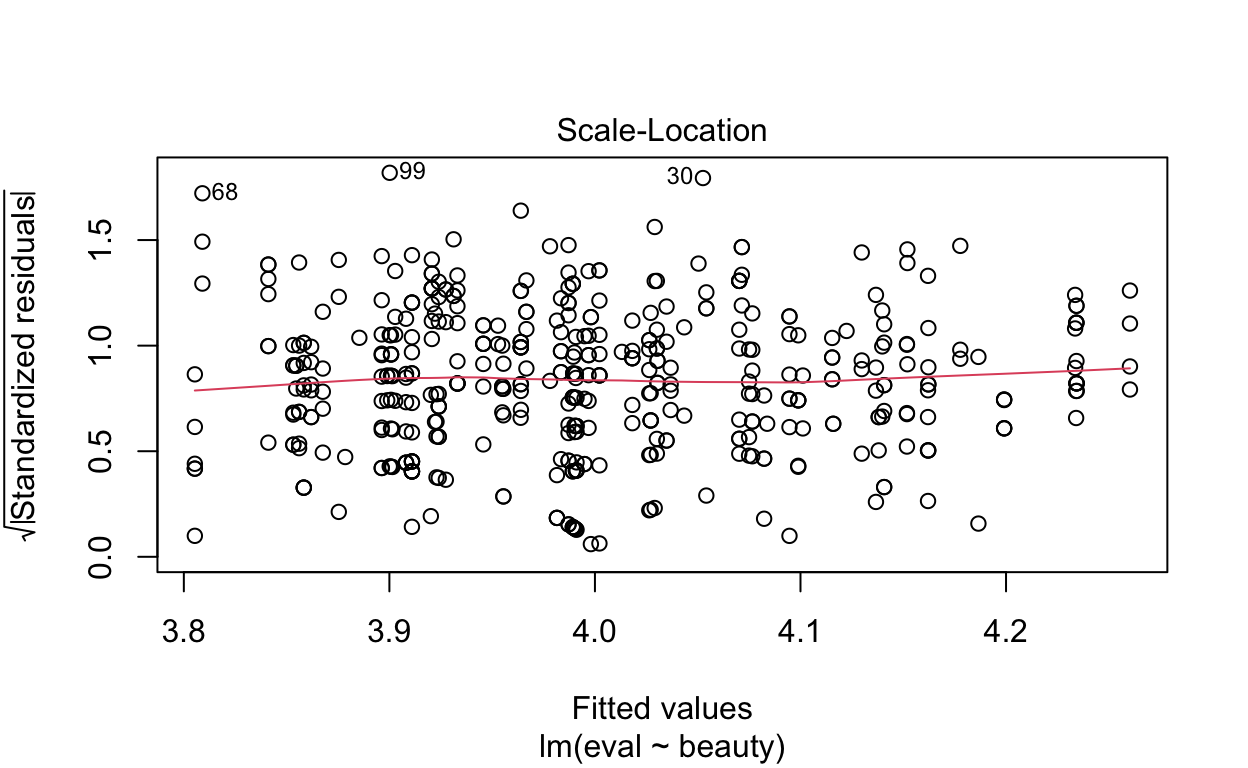 Scale-Location
√|Standardized residuals|
1.5
1.0
0.5
0.0
68
99
30
3.8 3.9 4.0 4.1 4.2
Fitted values
lm(eval ~ beauty)